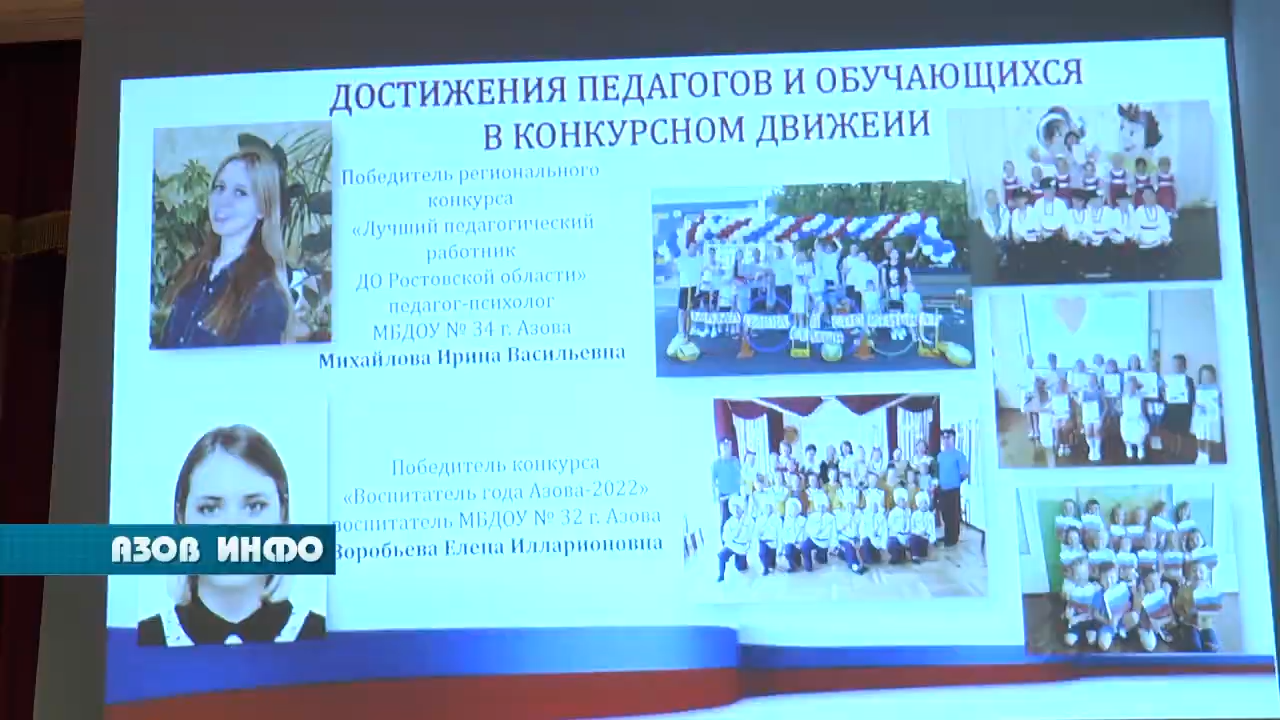 ДОСТИЖЕНИЯ ПЕДАГОГОВ И ОБУЧАЮЩИХСЯ
В КОНКУРСНОМ ДВИЖЕИИ
Победитель регионального
конкурса
«Лучший педагогический
работник
ДО Ростовской области»
педагог-психолог
МБДОУ № 34 г. Азова
Михайлова Ирина Васильевна
Победитель конкурса
«Воспитатель года Азова-2022»
воспитатель МБДОУ № 32 г. Азова
Воробьева Елена Илларионовна
АЗОВ ИНФО